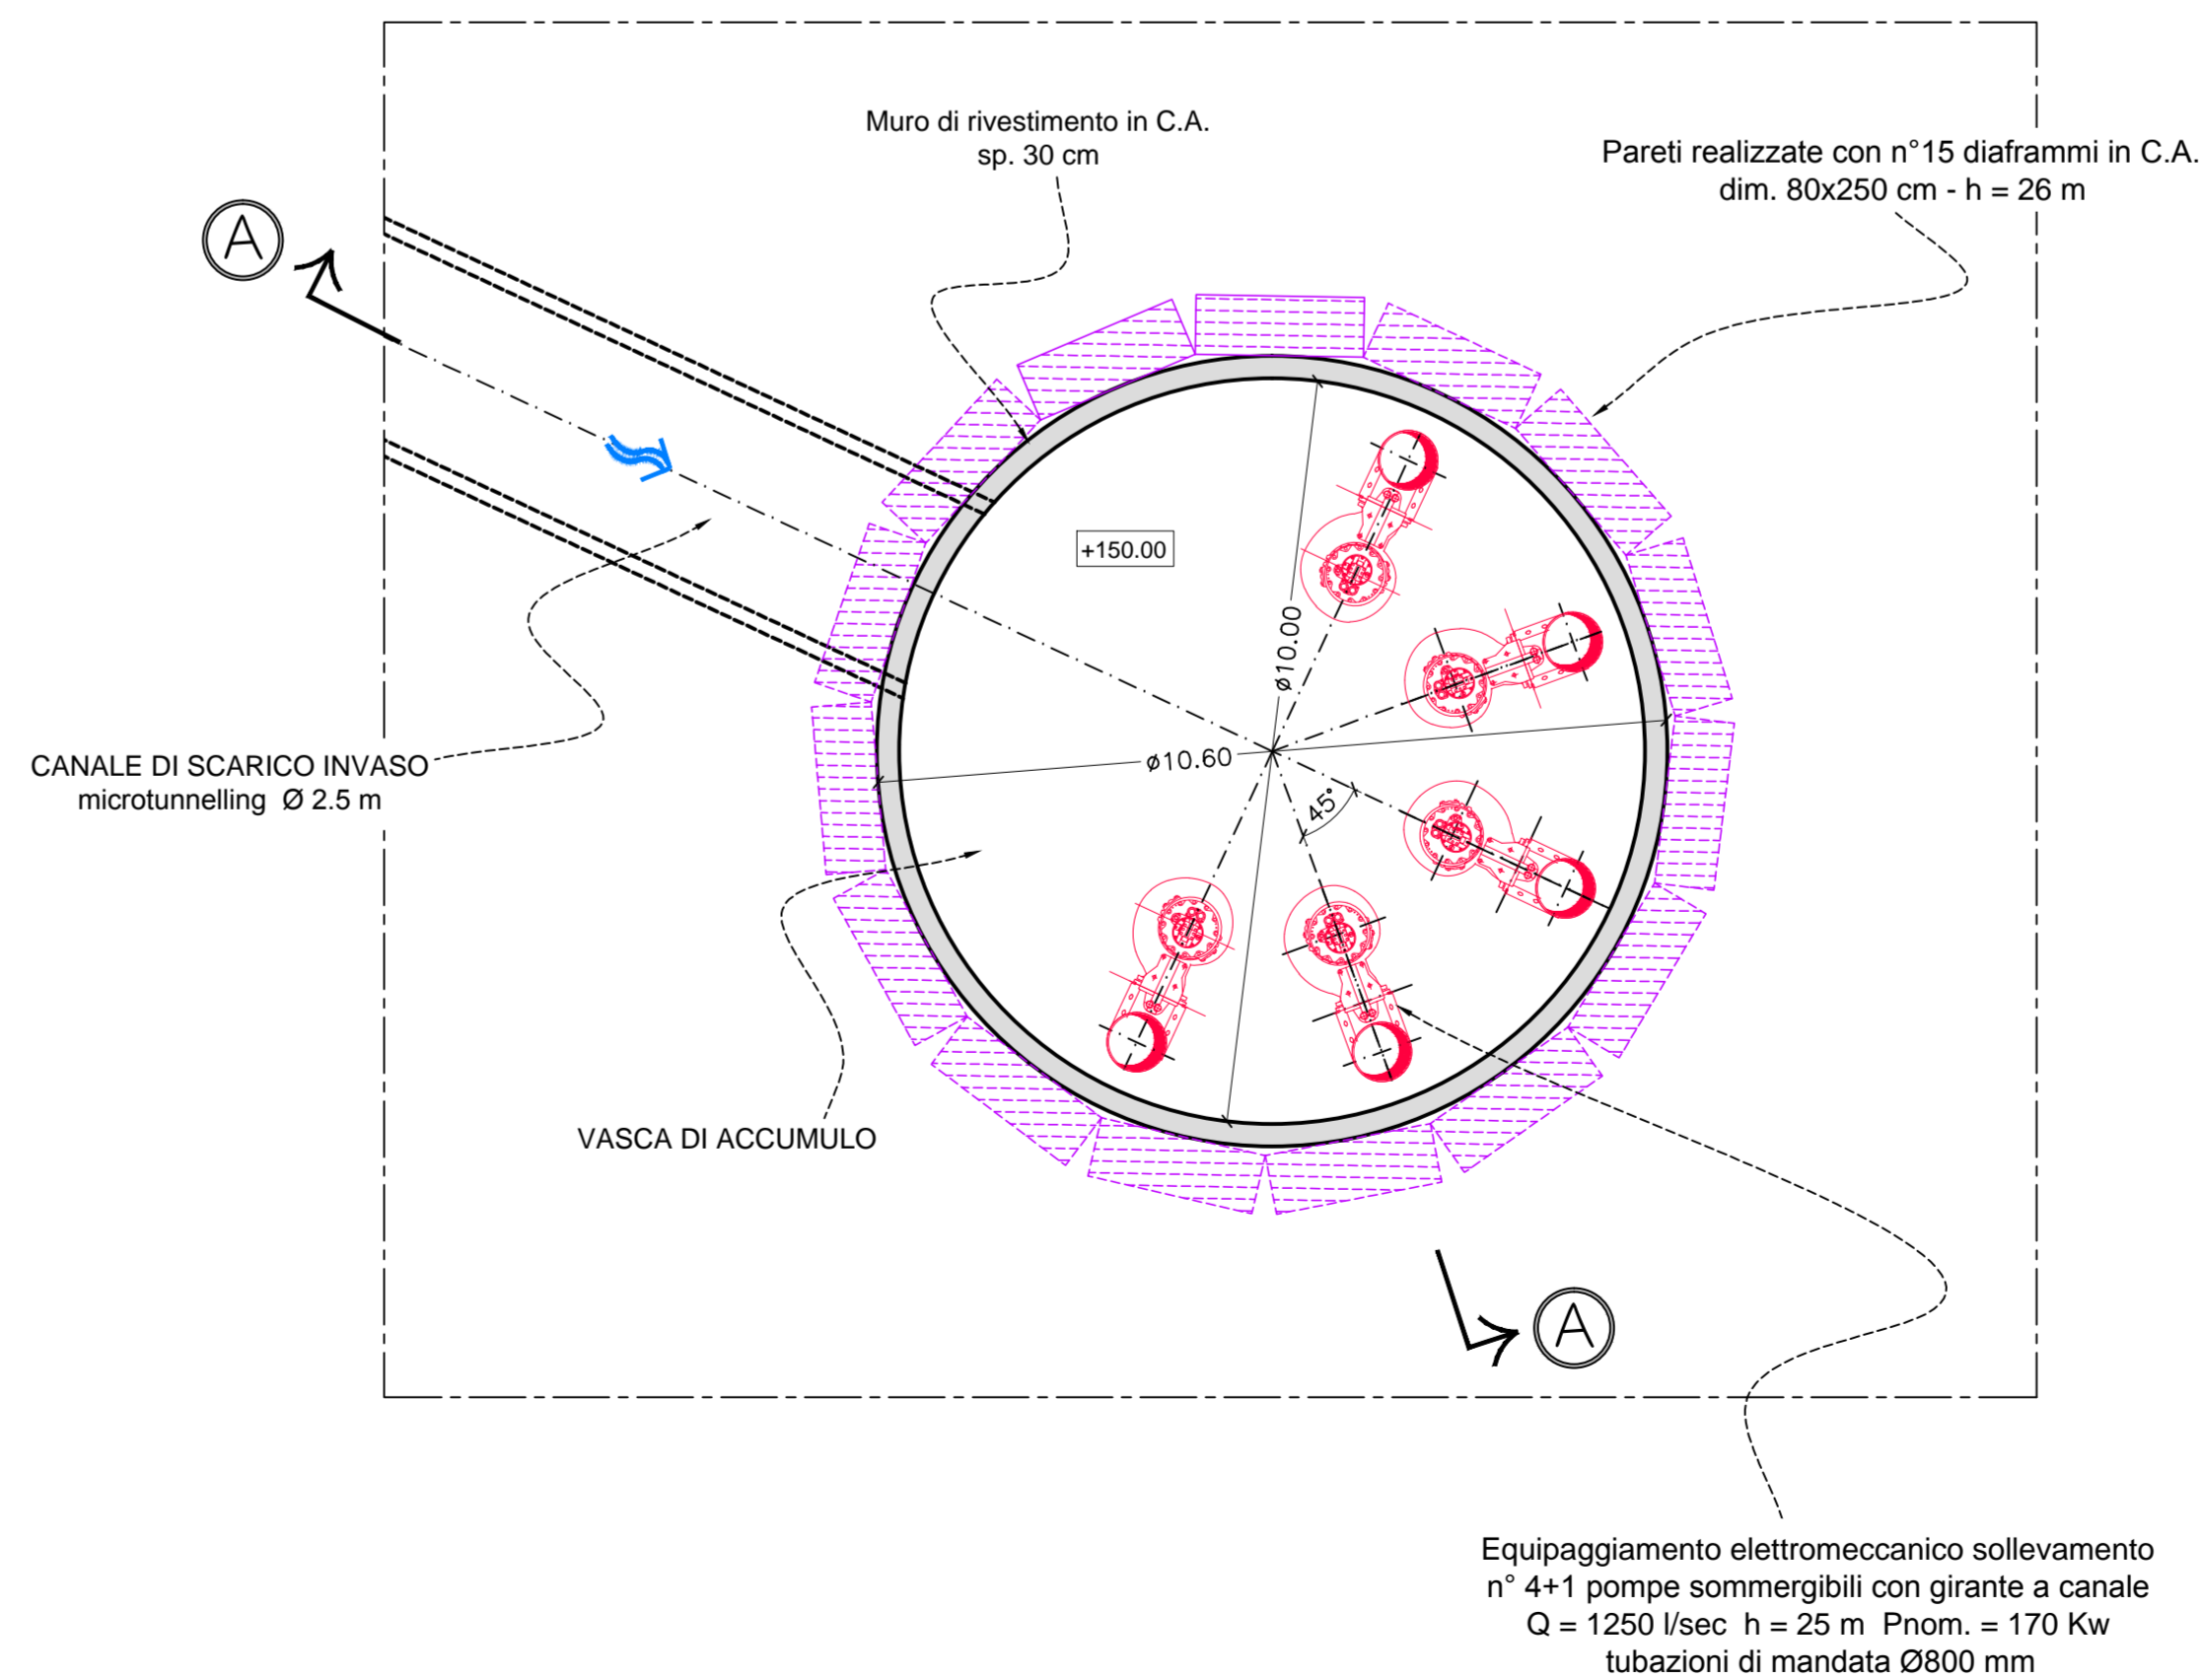 Muro di rivestimento in C.A.
sp. 30 cm
Pareti realizzate con n°15 diaframmi in C.A.
dim. 80x250 cm - h = 26 m
A
+150.00
ø10.00
ø10.60
45°
CANALE DI SCARICO INVASO
microtunnelling Ø 2.5 m
VASCA DI ACCUMULO
A
Equipaggiamento elettromeccanico sollevamento
n° 4+1 pompe sommergibili con girante a canale
Q = 1250 l/sec h = 25 m Pnom. = 170 Kw
tubazioni di mandata Ø800 mm